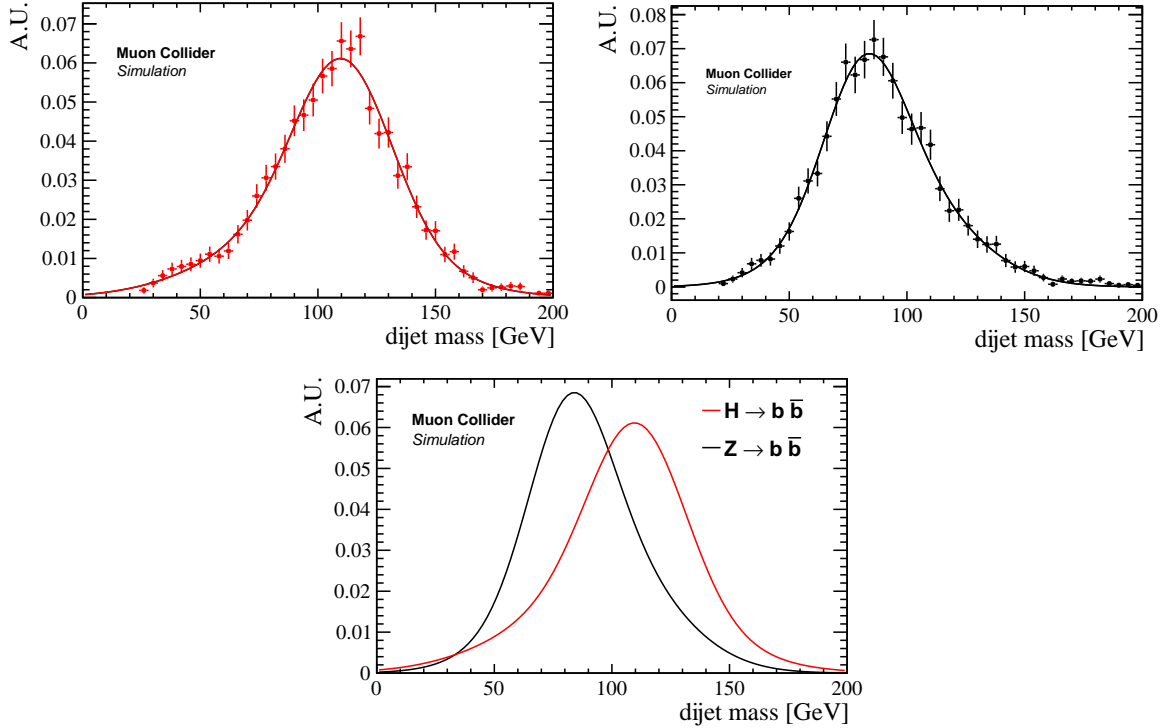 A.U.
0.07
0.06
0.05
0.04
0.03
0.02
0.01
0
Muon Collider
Simulation
0 50 100 150 200
dijet mass [GeV]
A.U.
0.08
0.07
0.06
0.05
0.04
0.03
0.02
0.01
0
Muon Collider
Simulation
0 50 100 150 200
dijet mass [GeV]
A.U.
0.07
0.06
0.05
0.04
0.03
0.02
0.01
0
Muon Collider
Simulation
H → b b̅
Z → b b̅
0 50 100 150 200
dijet mass [GeV]